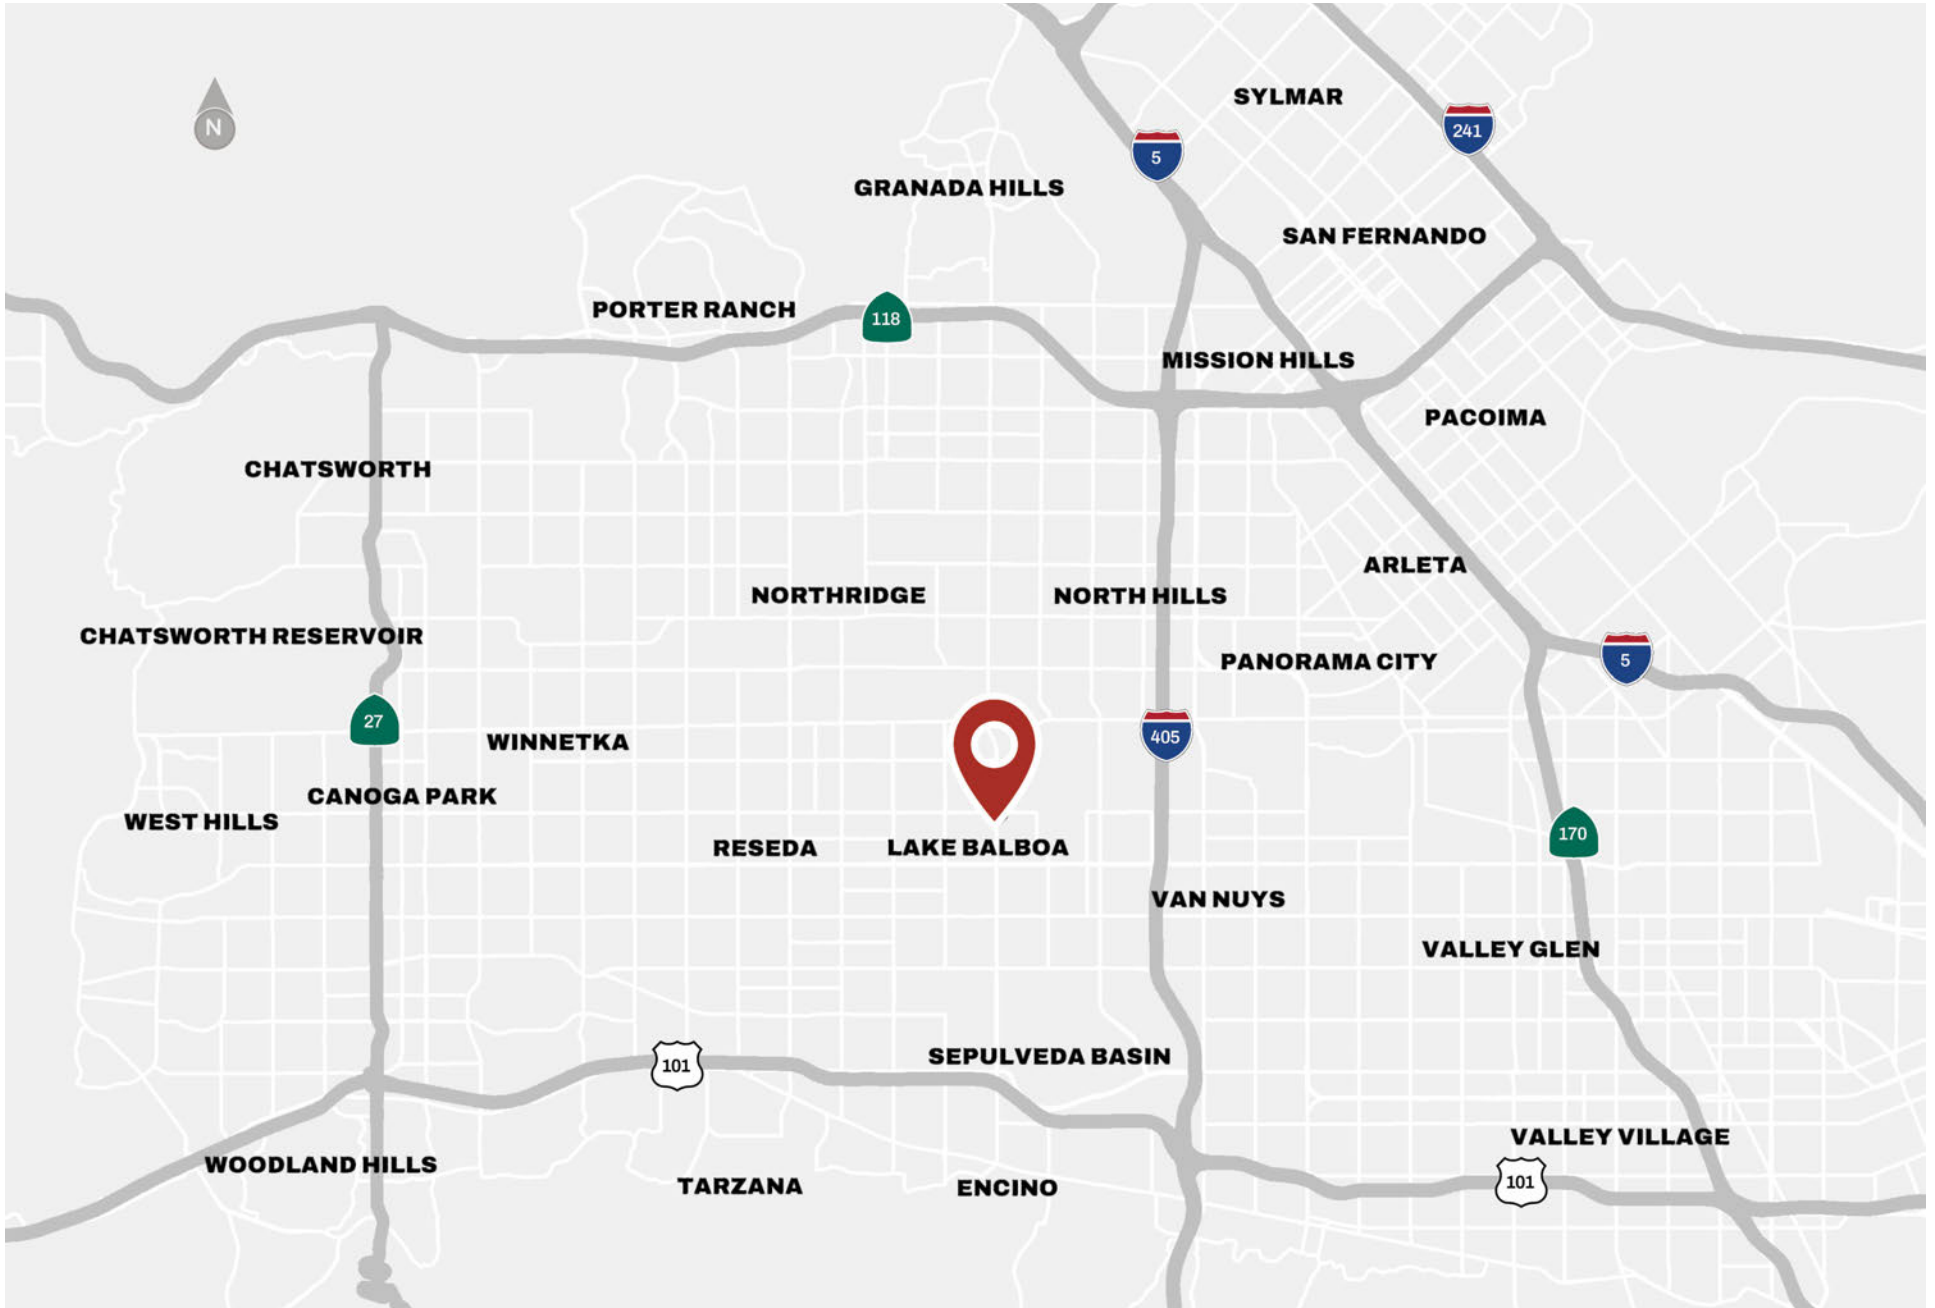 SYLMAR
N
241
5
GRANADA HILLS
SAN FERNANDO
PORTER RANCH
118
MISSION HILLS
PACOIMA
CHATSWORTH
ARLETA
NORTHRIDGE
NORTH HILLS
CHATSWORTH RESERVOIR
PANORAMA CITY
5
27
405
WINNETKA
CANOGA PARK
WEST HILLS
170
RESEDA
LAKE BALBOA
VAN NUYS
VALLEY GLEN
SEPULVEDA BASIN
101
VALLEY VILLAGE
WOODLAND HILLS
101
TARZANA
ENCINO